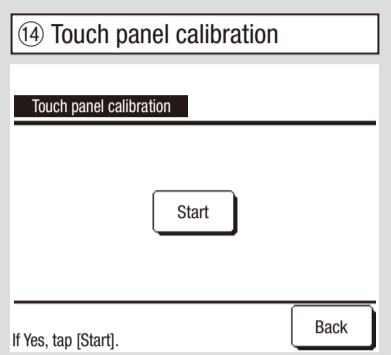 ⑭ Touch panel calibration
Touch panel calibration
Start
Back
If Yes, tap [Start].